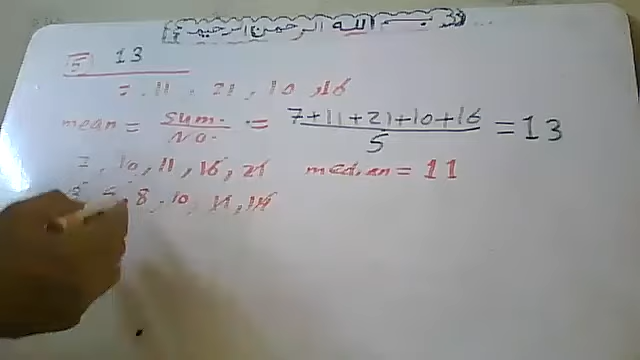 بسم الله الرحمن الرحيم
5 13
7, 11, 21, 10, 16
mean = sum. / No. = 7+11+21+10+16 / 5 = 13
7, 10, 11, 16, 21 median = 11
8, 10, 11, 14